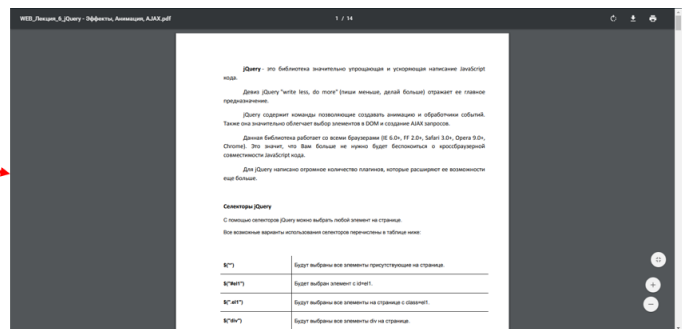 WEB_Лекция_6_jQuery - Эффекты, Анимация, AJAX.pdf
1 / 14
jQuery - это библиотека значительно упрощающая и ускоряющая написание JavaScript
кода.
Девиз jQuery "write less, do more" (пиши меньше, делай больше) отражает ее главное
предназначение.
jQuery содержит команды позволяющие создавать анимацию и обработчики событий.
Также она значительно облегчает выбор элементов в DOM и создание AJAX запросов.
Данная библиотека работает со всеми браузерами (IE 6.0+, FF 2.0+, Safari 3.0+, Opera 9.0+,
Chrome). Это значит, что Вам больше не нужно будет беспокоиться о кроссбраузерной
совместимости JavaScript кода.
Для jQuery написано огромное количество плагинов, которые расширяют ее возможности
еще больше.
Селекторы jQuery
С помощью селекторов jQuery можно выбрать любой элемент на странице.
Все возможные варианты использования селекторов перечислены в таблице ниже:
$("*") Будут выбраны все элементы присутствующие на странице.
$("#el1") Будет выбран элемент с id=el1.
$(".el1") Будут выбраны все элементы на странице с class=el1.
$("div") Будут выбраны все элементы div на странице.